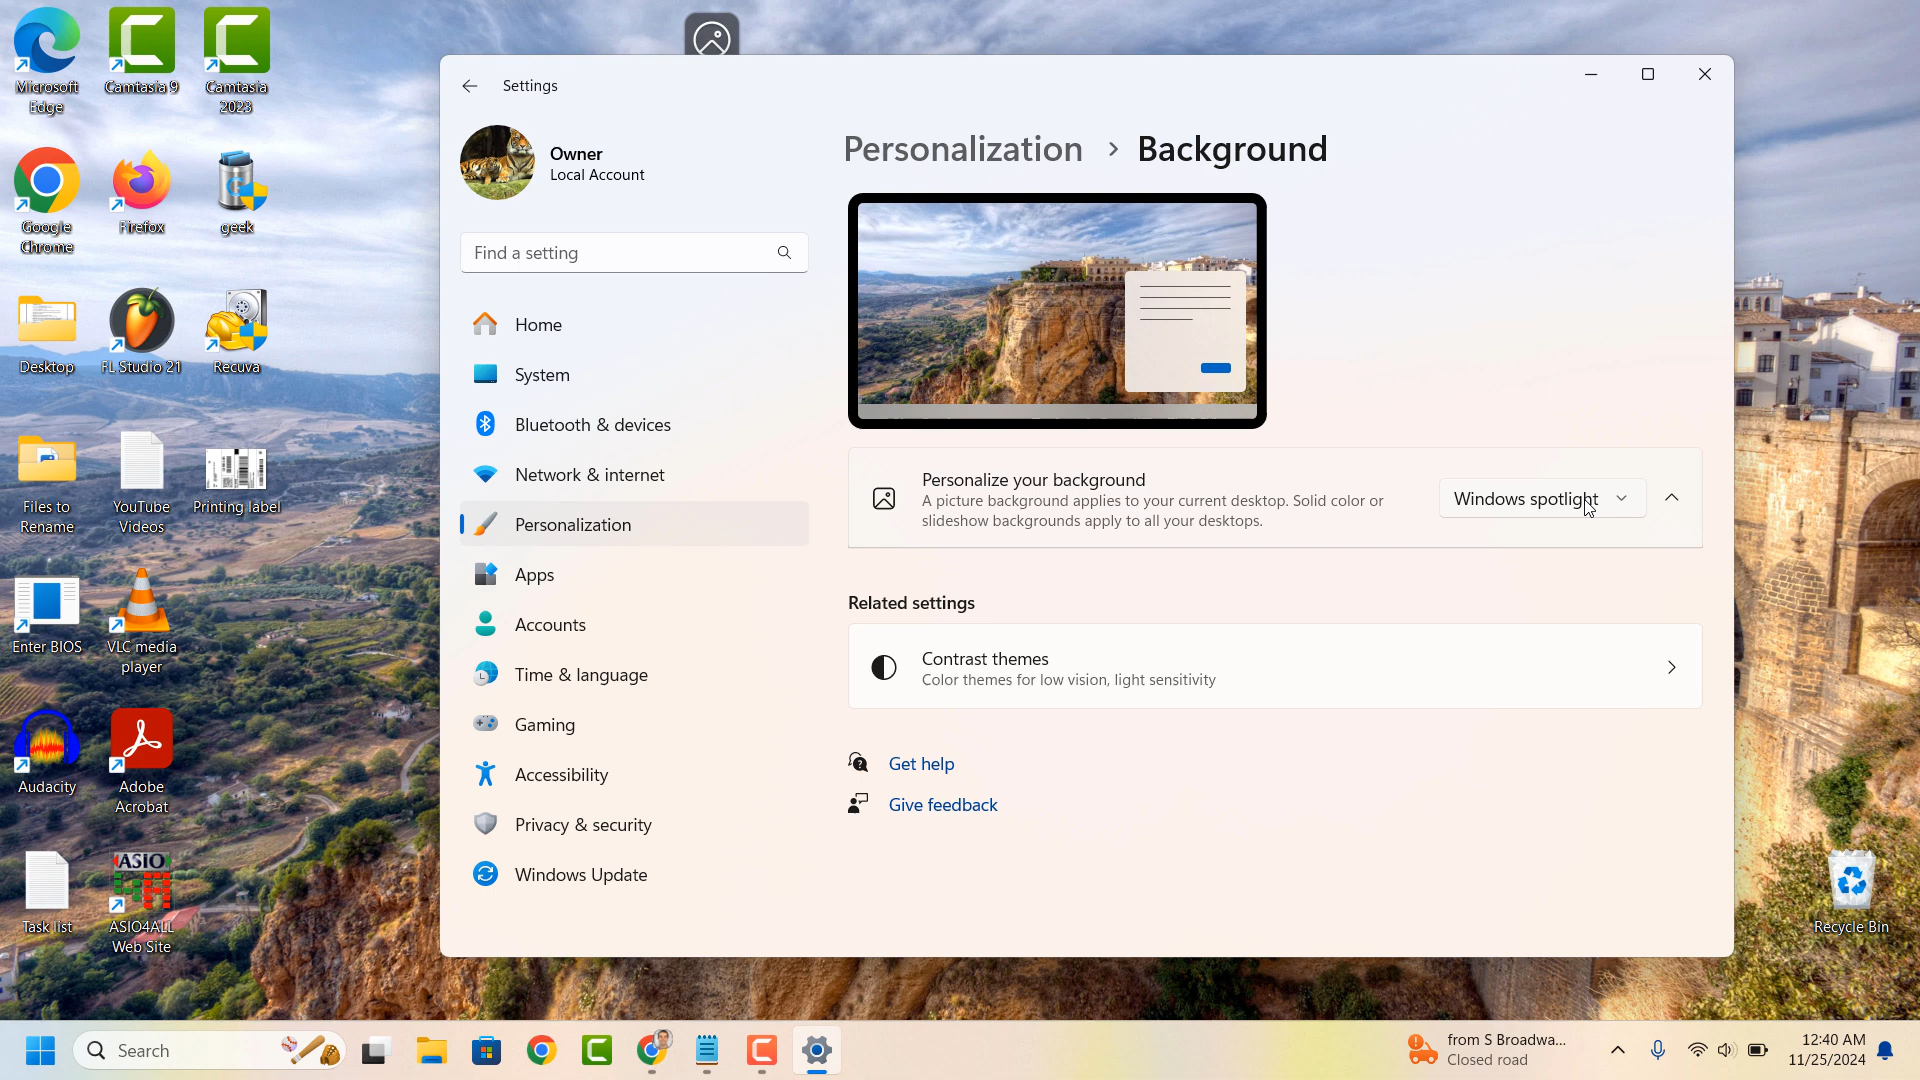 Microsoft
Edge
Camtasia 9
Camtasia
2023
Google
Chrome
Firefox
geek
Desktop
FL Studio 21
Recuva
Files to
Rename
YouTube
Videos
Printing label
Enter BIOS
VLC media
player
Audacity
Adobe
Acrobat
Task list
ASIO
ASIO4ALL
Web Site
Settings
Owner
Local Account
Find a setting
Home
System
Bluetooth & devices
Network & internet
Personalization
Apps
Accounts
Time & language
Gaming
Accessibility
Privacy & security
Windows Update
Personalization > Background
Personalize your background
A picture background applies to your current desktop. Solid color or
slideshow backgrounds apply to all your desktops.
Windows spotlight
Related settings
Contrast themes
Color themes for low vision, light sensitivity
Get help
Give feedback
Recycle Bin
Search
from S Broadwa...
Closed road
12:40 AM
11/25/2024